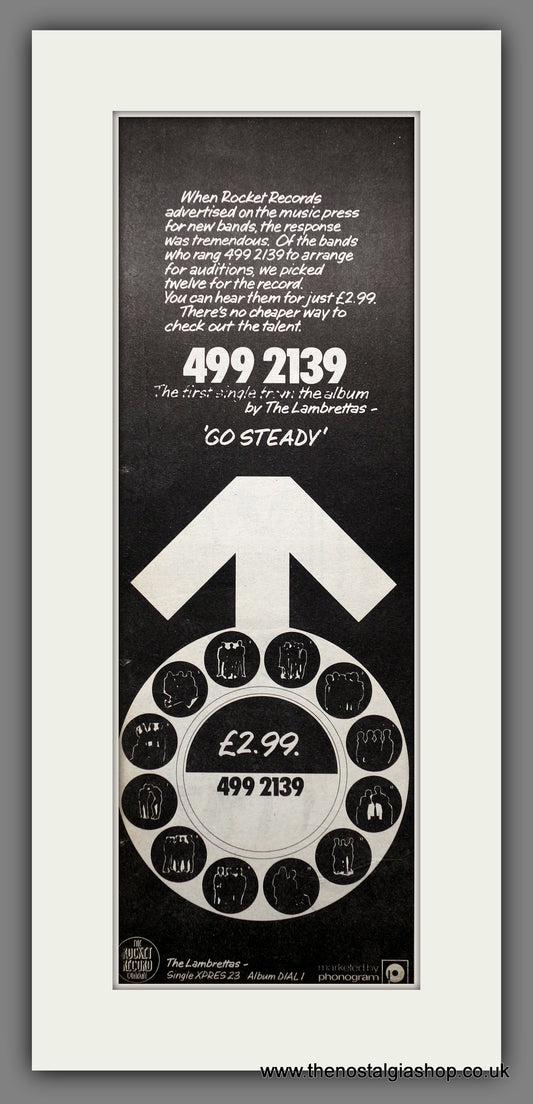 When Rocket Records
advertised on the music press
for new bands, the response
was tremendous. Of the bands
who rang 499 2139 to arrange
for auditions, we picked
twelve for the record.
You can hear them for just £2.99.
There's no cheaper way to
check out the talent.
499 2139
The first single from the album
by The Lambrettas –
'GO STEADY'
£2.99.
499 2139
THE
ROCKET
RECORD
COMPANY
The Lambrettas –
Single XPRES 23 Album DIAL 1
marketed by
phonogram
www.thenostalgiashop.co.uk